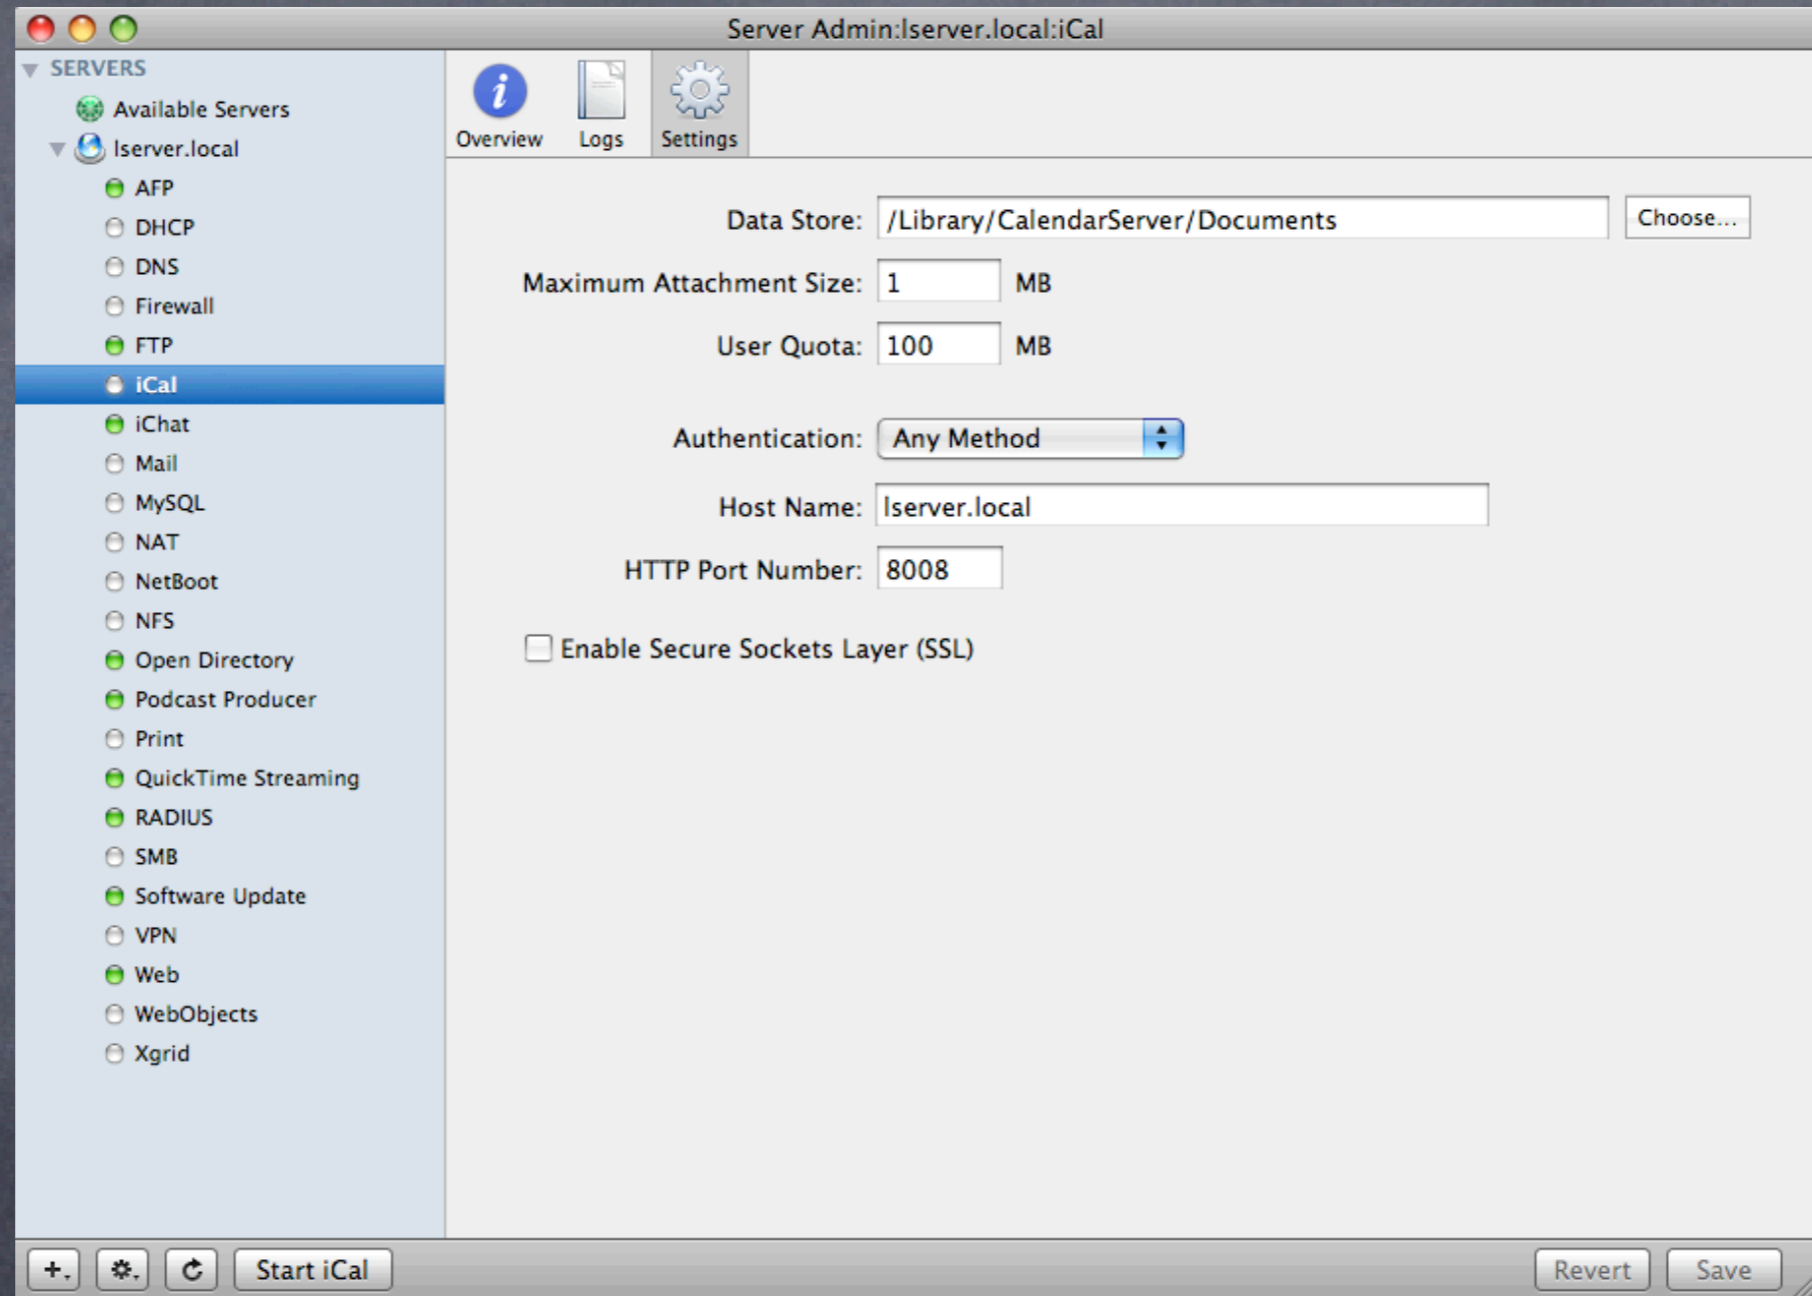 Server Admin:lserver.local:iCal
SERVERS
Available Servers
lserver.local
AFP
DHCP
DNS
Firewall
FTP
iCal
iChat
Mail
MySQL
NAT
NetBoot
NFS
Open Directory
Podcast Producer
Print
QuickTime Streaming
RADIUS
SMB
Software Update
VPN
Web
WebObjects
Xgrid
Overview Logs Settings
Data Store: /Library/CalendarServer/Documents Choose...
Maximum Attachment Size: 1 MB
User Quota: 100 MB
Authentication: Any Method
Host Name: lserver.local
HTTP Port Number: 8008
Enable Secure Sockets Layer (SSL)
Start iCal Revert Save